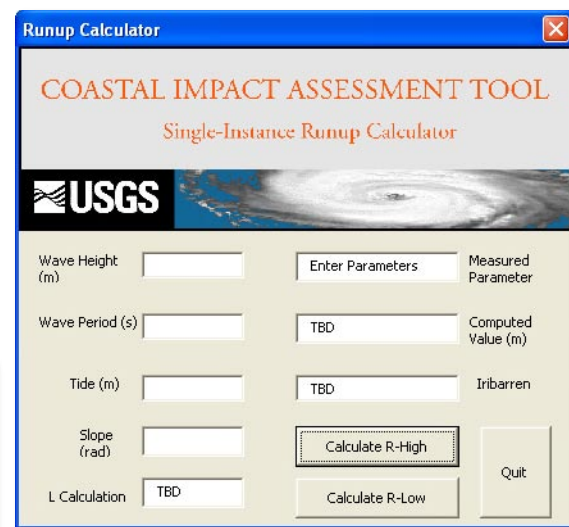 Runup Calculator
COASTAL IMPACT ASSESSMENT TOOL
Single-Instance Runup Calculator
USGS
Wave Height
(m)
Enter Parameters
Measured
Parameter
Wave Period (s)
TBD
Computed
Value (m)
Tide (m)
TBD
Iribarren
Slope
(rad)
Calculate R-High
Quit
L Calculation
TBD
Calculate R-Low